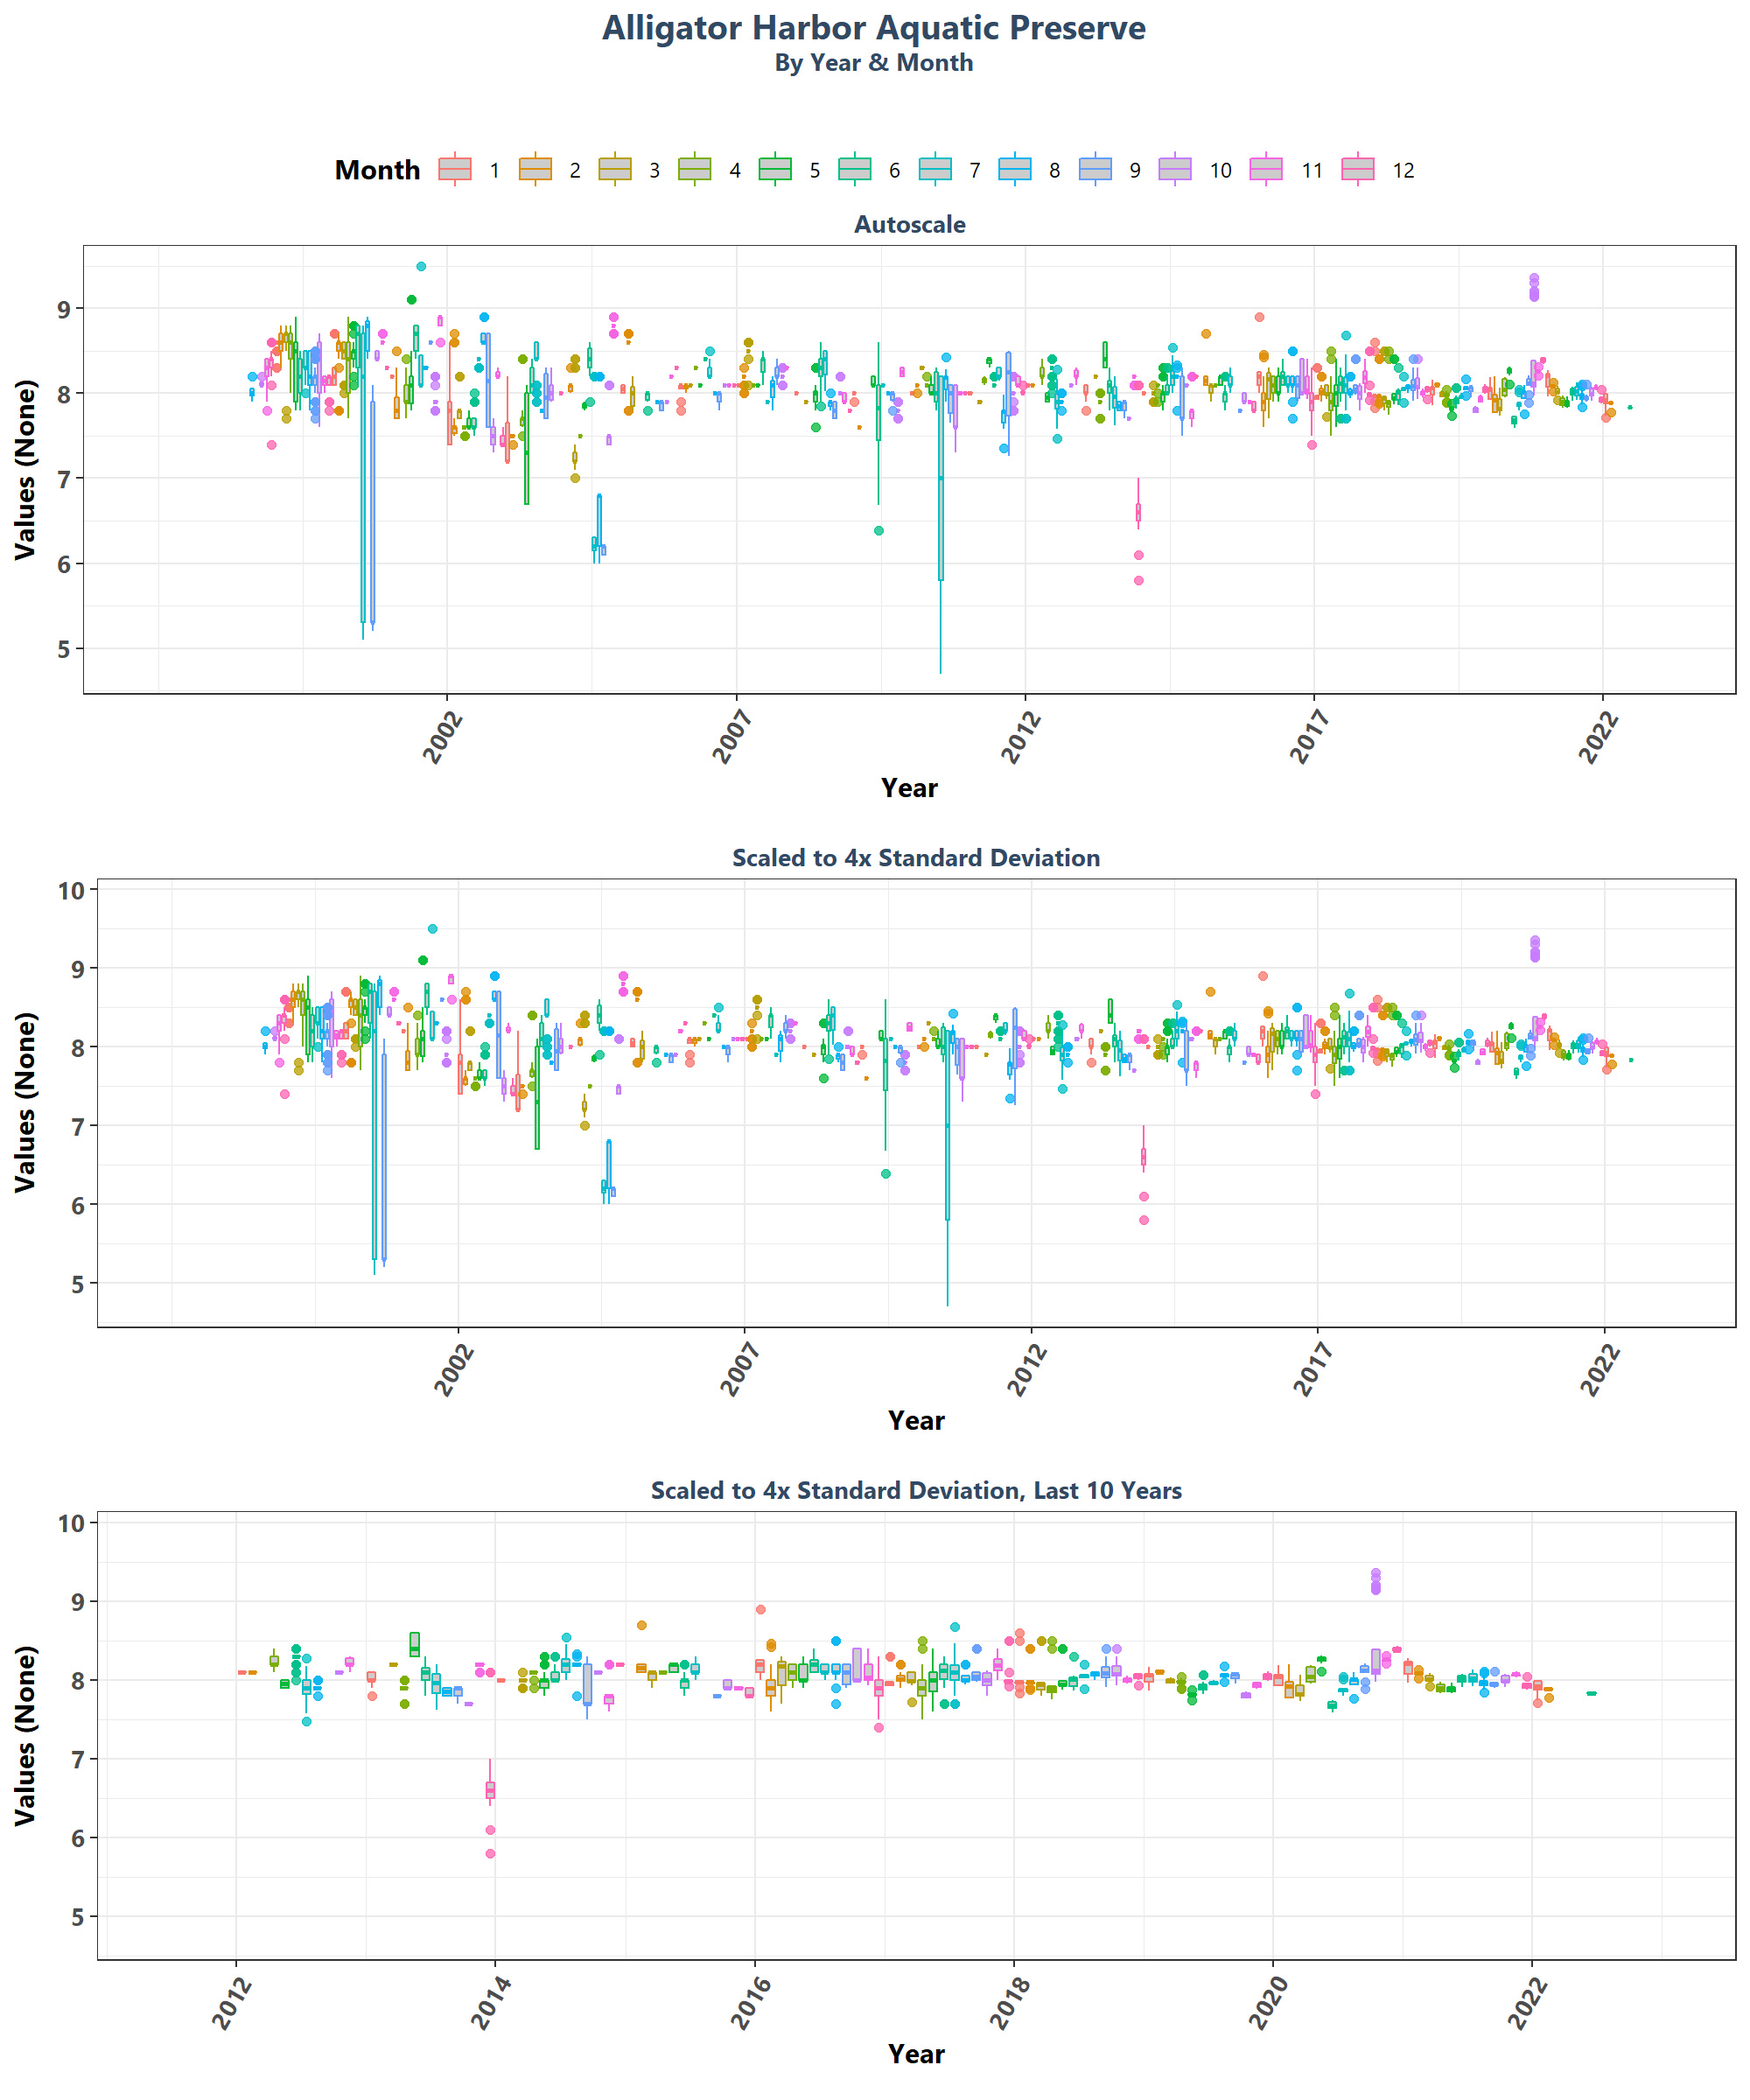 Alligator Harbor Aquatic Preserve
By Year & Month
Month 1 2 3 4 5 6 7 8 9 10 11 12
Autoscale
Values (None)
9
8
7
6
5
2002 2007 2012 2017 2022
Year
Scaled to 4x Standard Deviation
Values (None)
10
9
8
7
6
5
2002 2007 2012 2017 2022
Year
Scaled to 4x Standard Deviation, Last 10 Years
Values (None)
10
9
8
7
6
5
2012 2014 2016 2018 2020 2022
Year